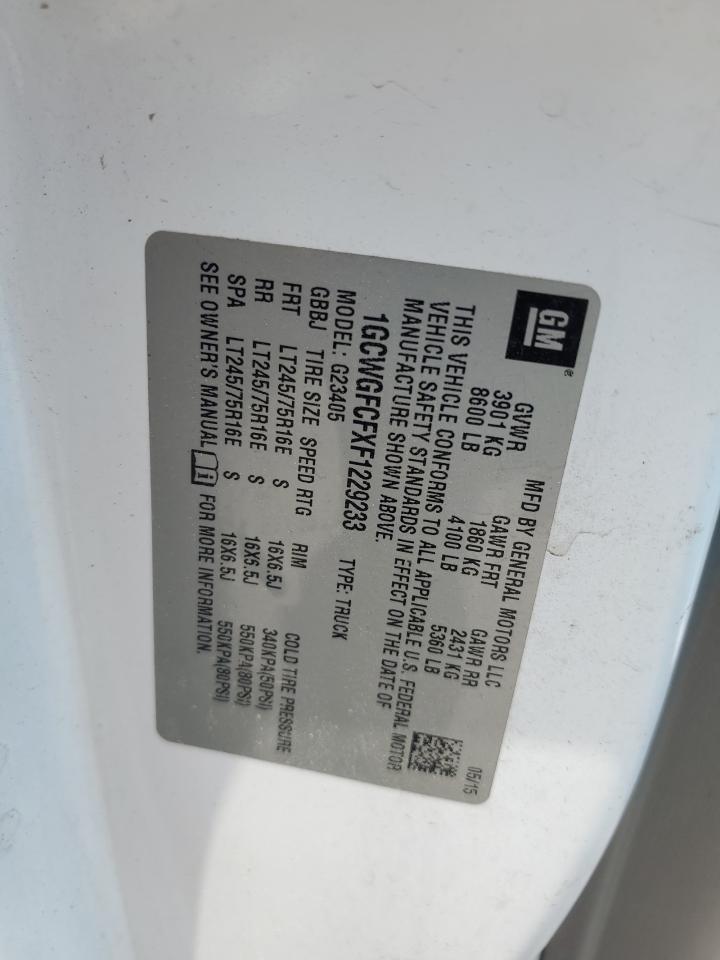 GM®
MFD BY GENERAL MOTORS LLC 05/15
GVWR GAWR FRT GAWR RR
3901 KG 1860 KG 2431 KG
8600 LB 4100 LB 5360 LB
THIS VEHICLE CONFORMS TO ALL APPLICABLE U.S. FEDERAL MOTOR
VEHICLE SAFETY STANDARDS IN EFFECT ON THE DATE OF
MANUFACTURE SHOWN ABOVE.
1GCWGFCFXF1229233 TYPE: TRUCK
MODEL: G23405
GBBJ TIRE SIZE SPEED RTG RIM COLD TIRE PRESSURE
FRT LT245/75R16E S 16X6.5J 340KPA(50PSI)
RR LT245/75R16E S 16X6.5J 550KPA(80PSI)
SPA LT245/75R16E S 16X6.5J 550KPA(80PSI)
SEE OWNER'S MANUAL FOR MORE INFORMATION.